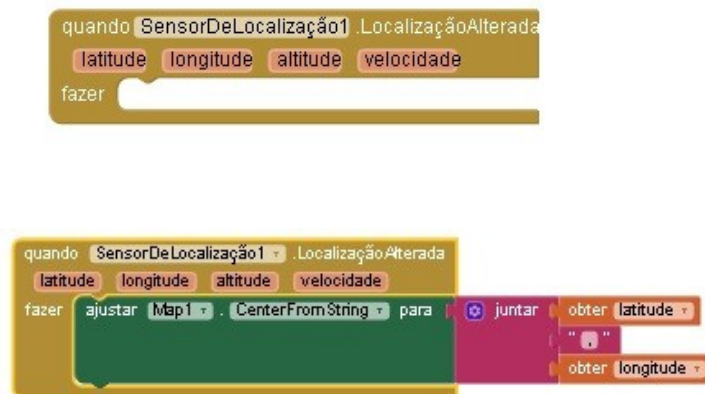 quando SensorDeLocalização1 .LocalizaçãoAlterada
latitude longitude altitude velocidade
fazer
quando SensorDeLocalização1 .LocalizaçãoAlterada
latitude longitude altitude velocidade
fazer ajustar Map1 . CenterFromString para juntar obter latitude
" , "
obter longitude